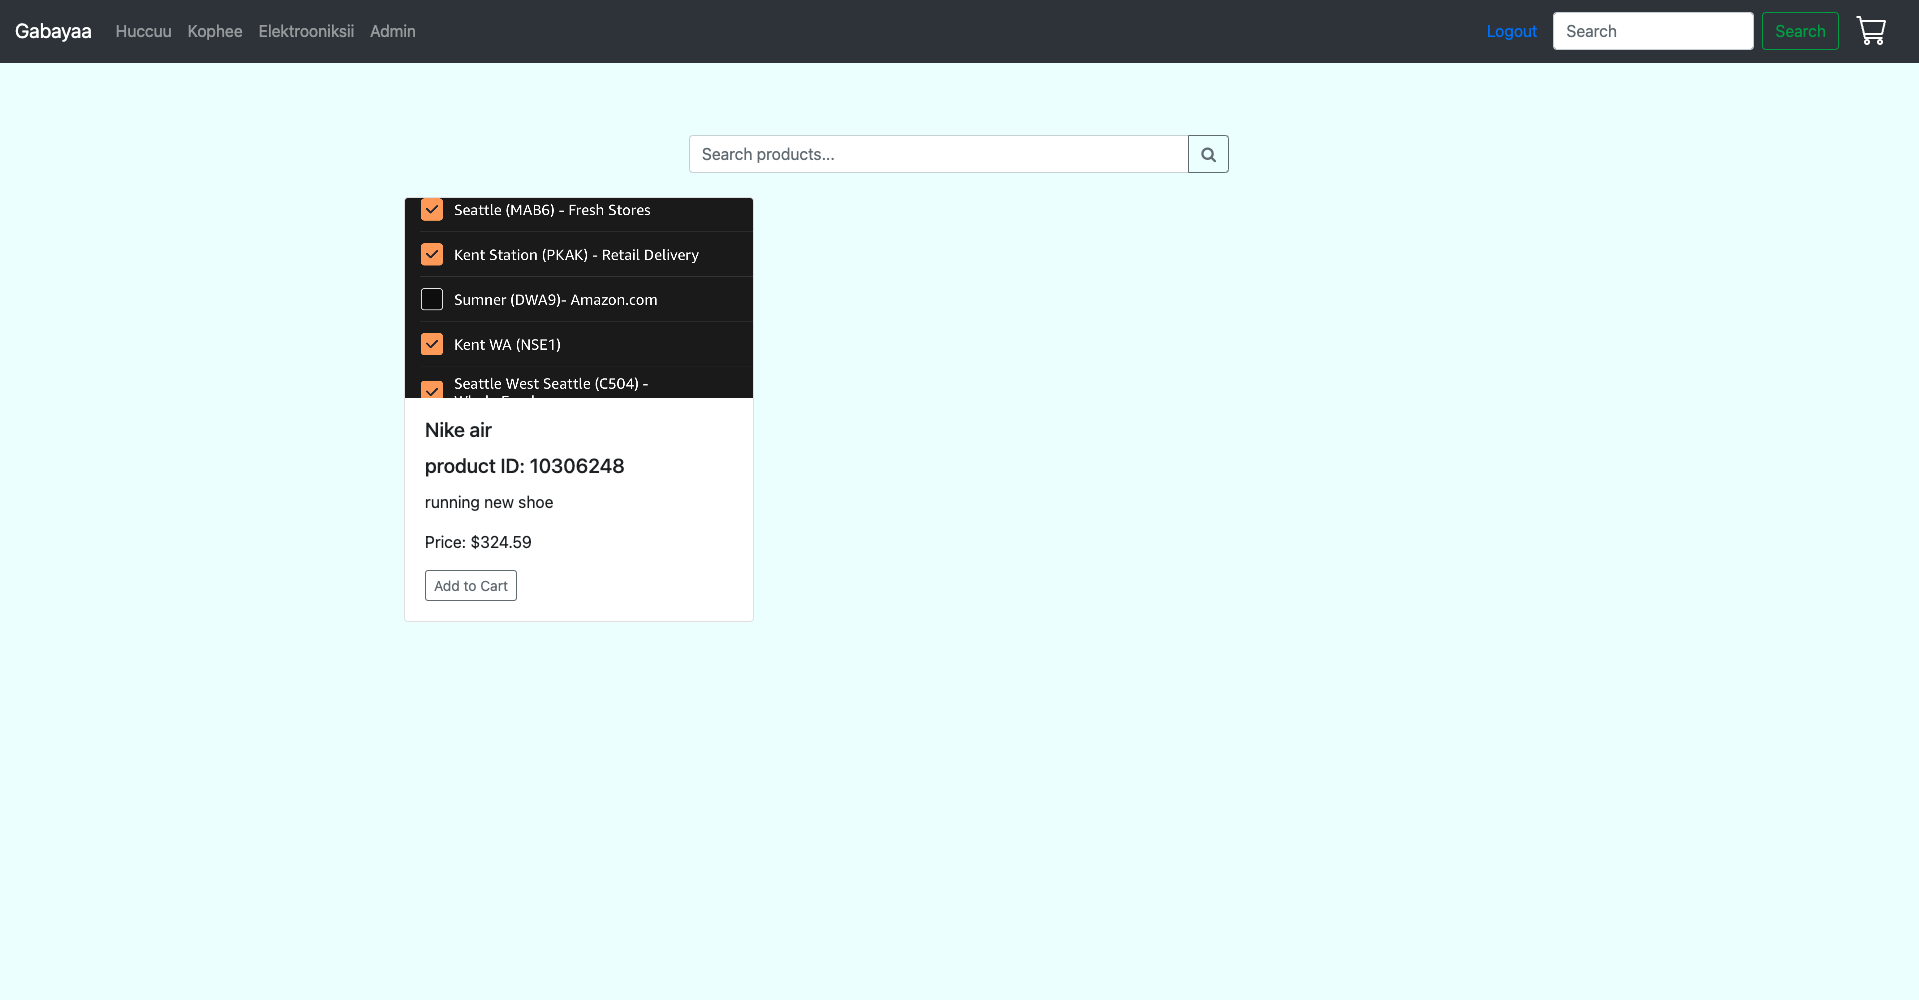 Gabayaa Huccuu Kophee Elektrooniksii Admin Logout Search Search
Search products...
Seattle (MAB6) - Fresh Stores
Kent Station (PKAK) - Retail Delivery
Sumner (DWA9)- Amazon.com
Kent WA (NSE1)
Seattle West Seattle (C504) -
Nike air
product ID: 10306248
running new shoe
Price: $324.59
Add to Cart